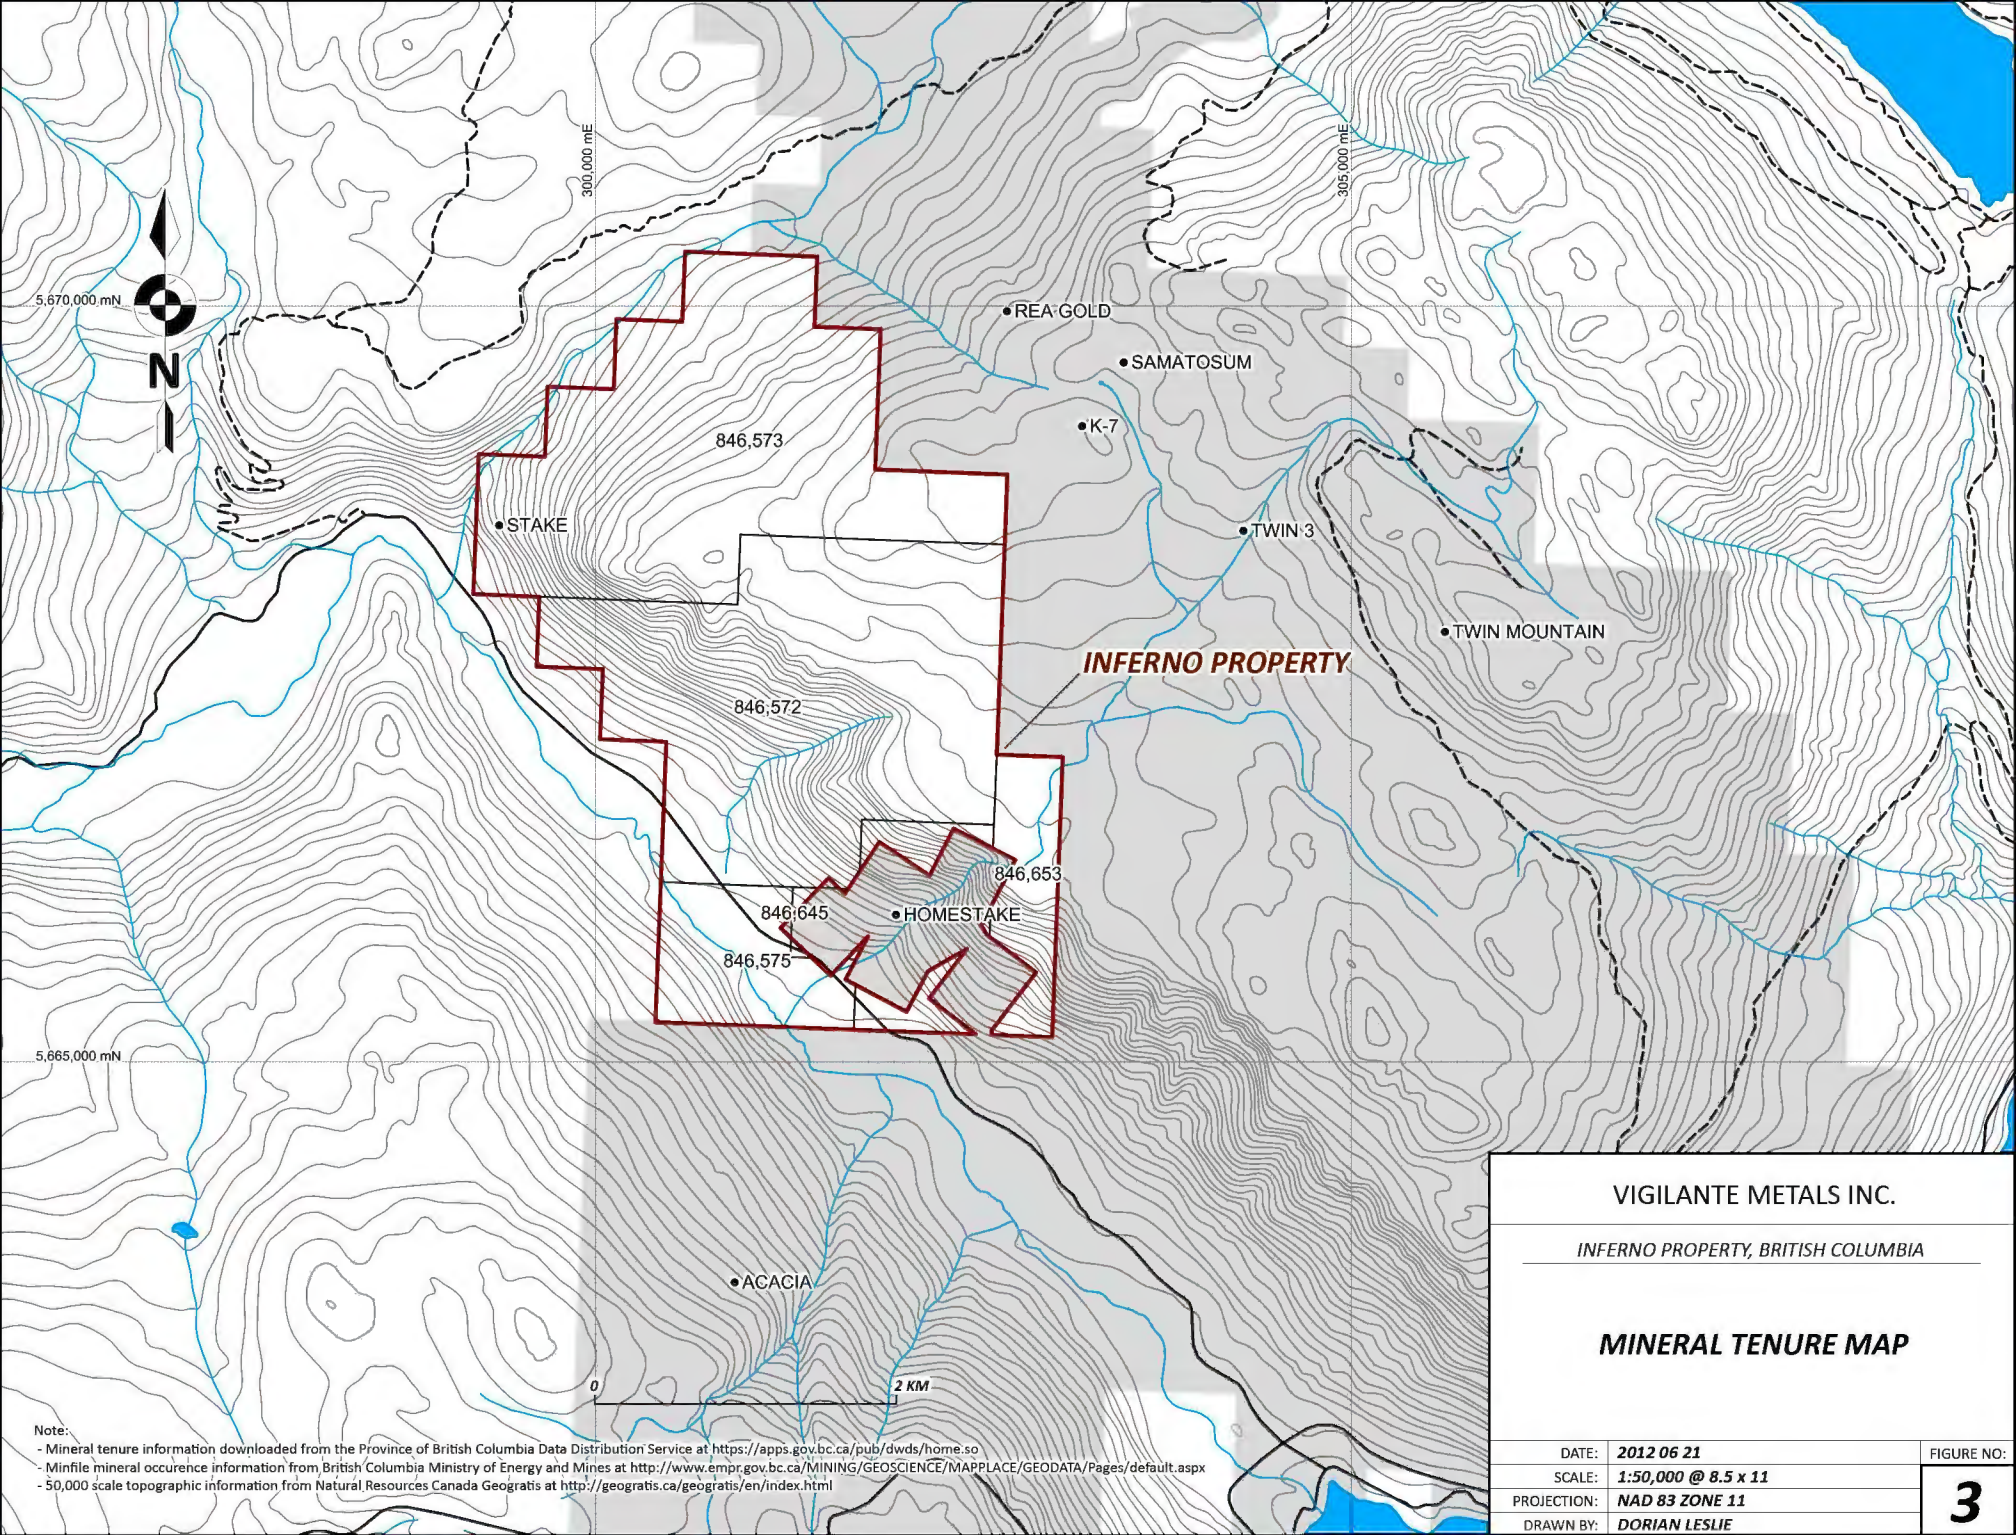 300,000 mE
305,000 mE
5,670,000 mN
N
REA GOLD
SAMATOSUM
K-7
846,573
STAKE
TWIN 3
TWIN MOUNTAIN
INFERNO PROPERTY
846,572
846,653
846,645
HOMESTAKE
846,575
5,665,000 mN
ACACIA
0 2 KM
VIGILANTE METALS INC.
INFERNO PROPERTY, BRITISH COLUMBIA
MINERAL TENURE MAP
DATE: 2012 06 21
SCALE: 1:50,000 @ 8.5 x 11
PROJECTION: NAD 83 ZONE 11
DRAWN BY: DORIAN LESLIE
FIGURE NO:
3
Note:
- Mineral tenure information downloaded from the Province of British Columbia Data Distribution Service at https://apps.gov.bc.ca/pub/dwds/home.so
- Minfile mineral occurence information from British Columbia Ministry of Energy and Mines at http://www.empr.gov.bc.ca/MINING/GEOSCIENCE/MAPPLACE/GEODATA/Pages/default.aspx
- 50,000 scale topographic information from Natural Resources Canada Geogratis at http://geogratis.ca/geogratis/en/index.html